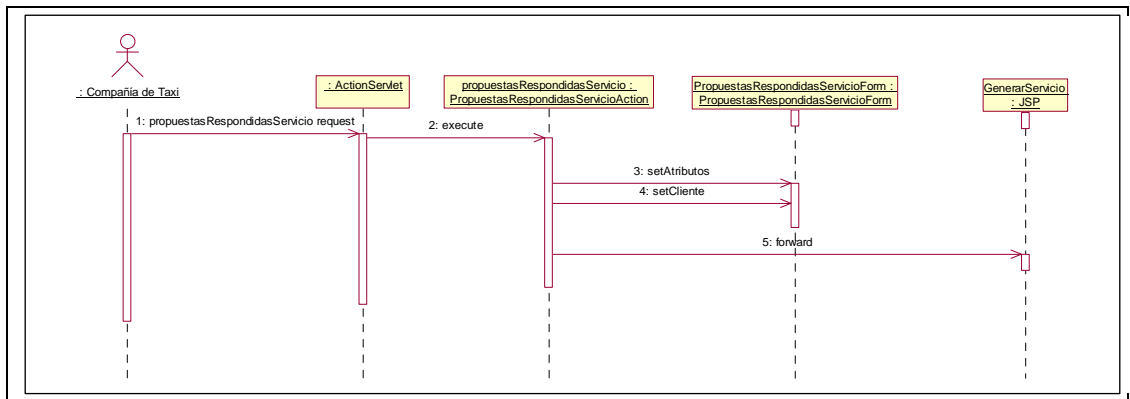 : Compañía de Taxi
: ActionServlet
propuestasRespondidasServicio :
PropuestasRespondidasServicioAction
PropuestasRespondidasServicioForm :
PropuestasRespondidasServicioForm
GenerarServicio
: JSP
1: propuestasRespondidasServicio request
2: execute
3: setAtributos
4: setCliente
5: forward